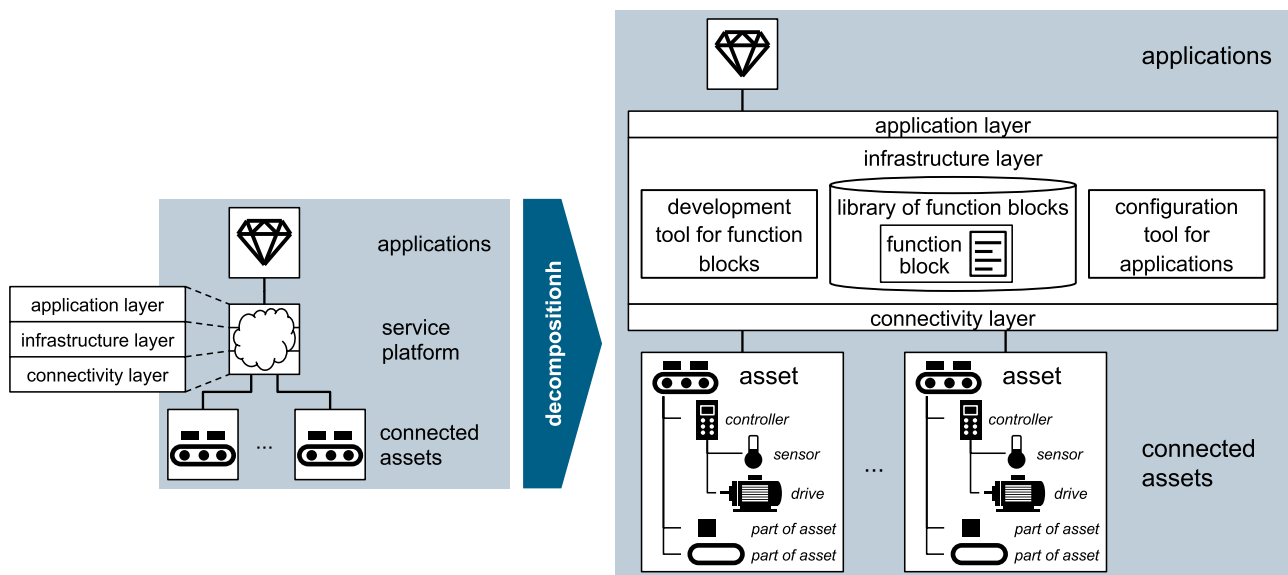 applications
application layer
infrastructure layer
connectivity layer
service
platform
...
connected
assets
decompositionh
applications
application layer
infrastructure layer
development
tool for function
blocks
library of function blocks
function
block
configuration
tool for
applications
connectivity layer
asset
controller
sensor
drive
part of asset
part of asset
...
asset
controller
sensor
drive
part of asset
part of asset
connected
assets